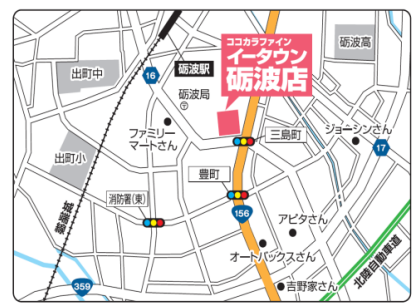 ココカラファイン
イータウン
砺波店
砺波高
出町中
16
砺波駅
砺波局
ファミリー
マートさん
三島町
ジョーシンさん
17
出町小
豊町
消防署(東)
156
アピタさん
城端線
オートバックスさん
北陸自動車道
359
吉野家さん